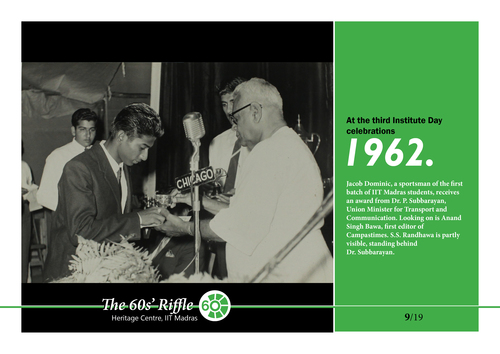 CHICAGO
At the third Institute Day
celebrations
1962.
Jacob Dominic, a sportsman of the first
batch of IIT Madras students, receives
an award from Dr. P. Subbarayan,
Union Minister for Transport and
Communication. Looking on is Anand
Singh Bawa, first editor of
Campastimes. S.S. Randhawa is partly
visible, standing behind
Dr. Subbarayan.
The 60s' Riffle
60
Heritage Centre, IIT Madras
9/19